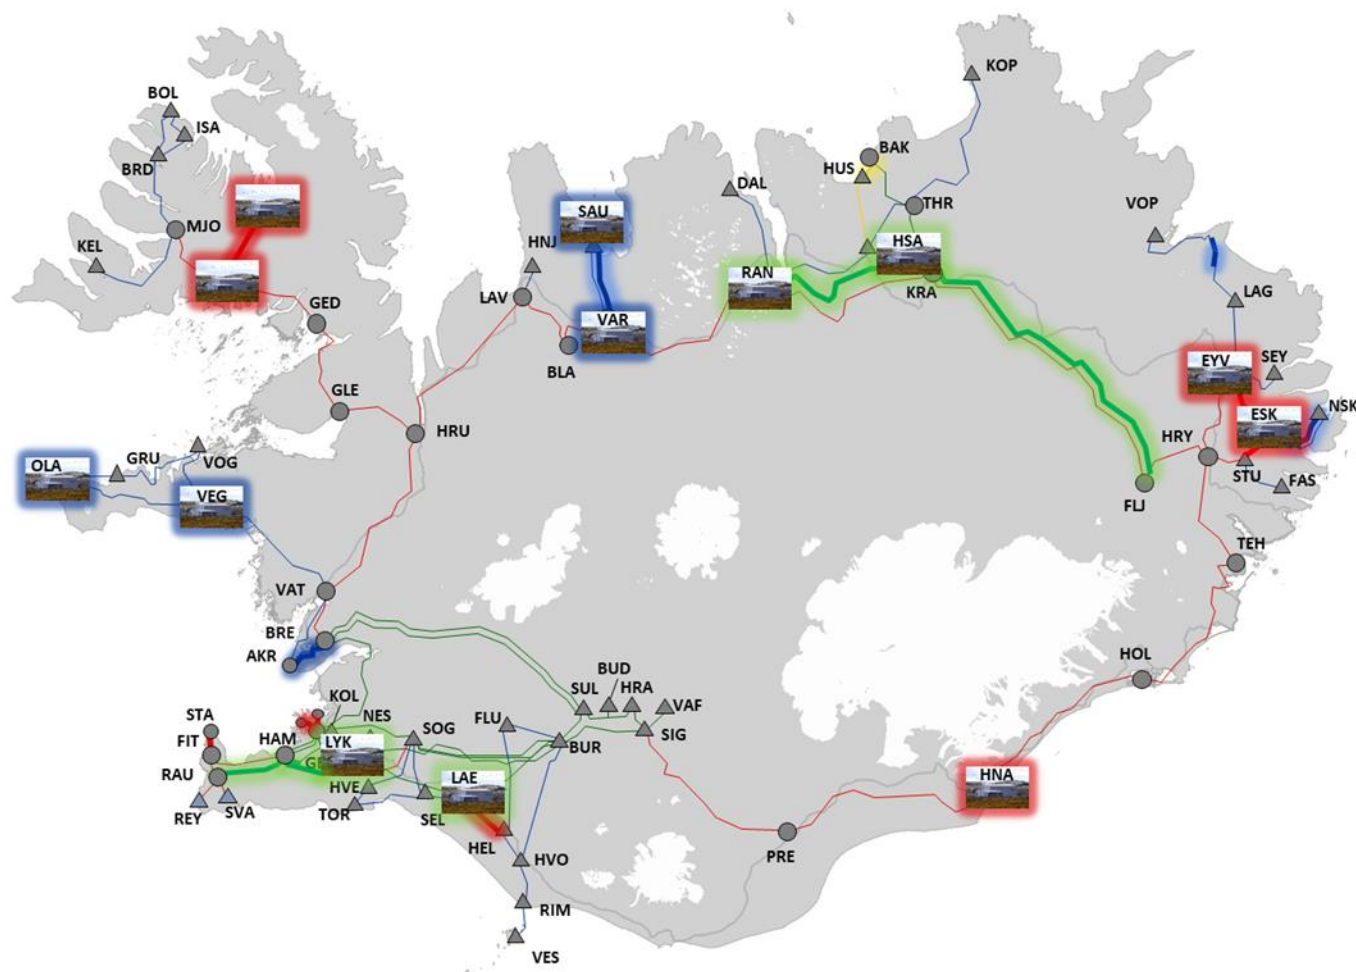 KOP
BOL
ISA
BRD
BAK
HUS
DAL
THR
VOP
KEL
MJO
SAU
HNJ
HSA
RAN
KRA
LAV
GED
VAR
LAG
BLA
EYV
SEY
GLE
ESK
NSK
HRU
HRY
STU
FAS
OLA
GRU
VOG
VEG
FLJ
TEH
VAT
BRE
AKR
HOL
BUD
HRA
SUL
VAF
KOL
NES
SOG
FLU
STA
FIT
HAM
LYK
BUR
SIG
RAU
HVE
LAE
HNA
REY
SVA
TOR
SEL
HEL
HVO
PRE
RIM
VES